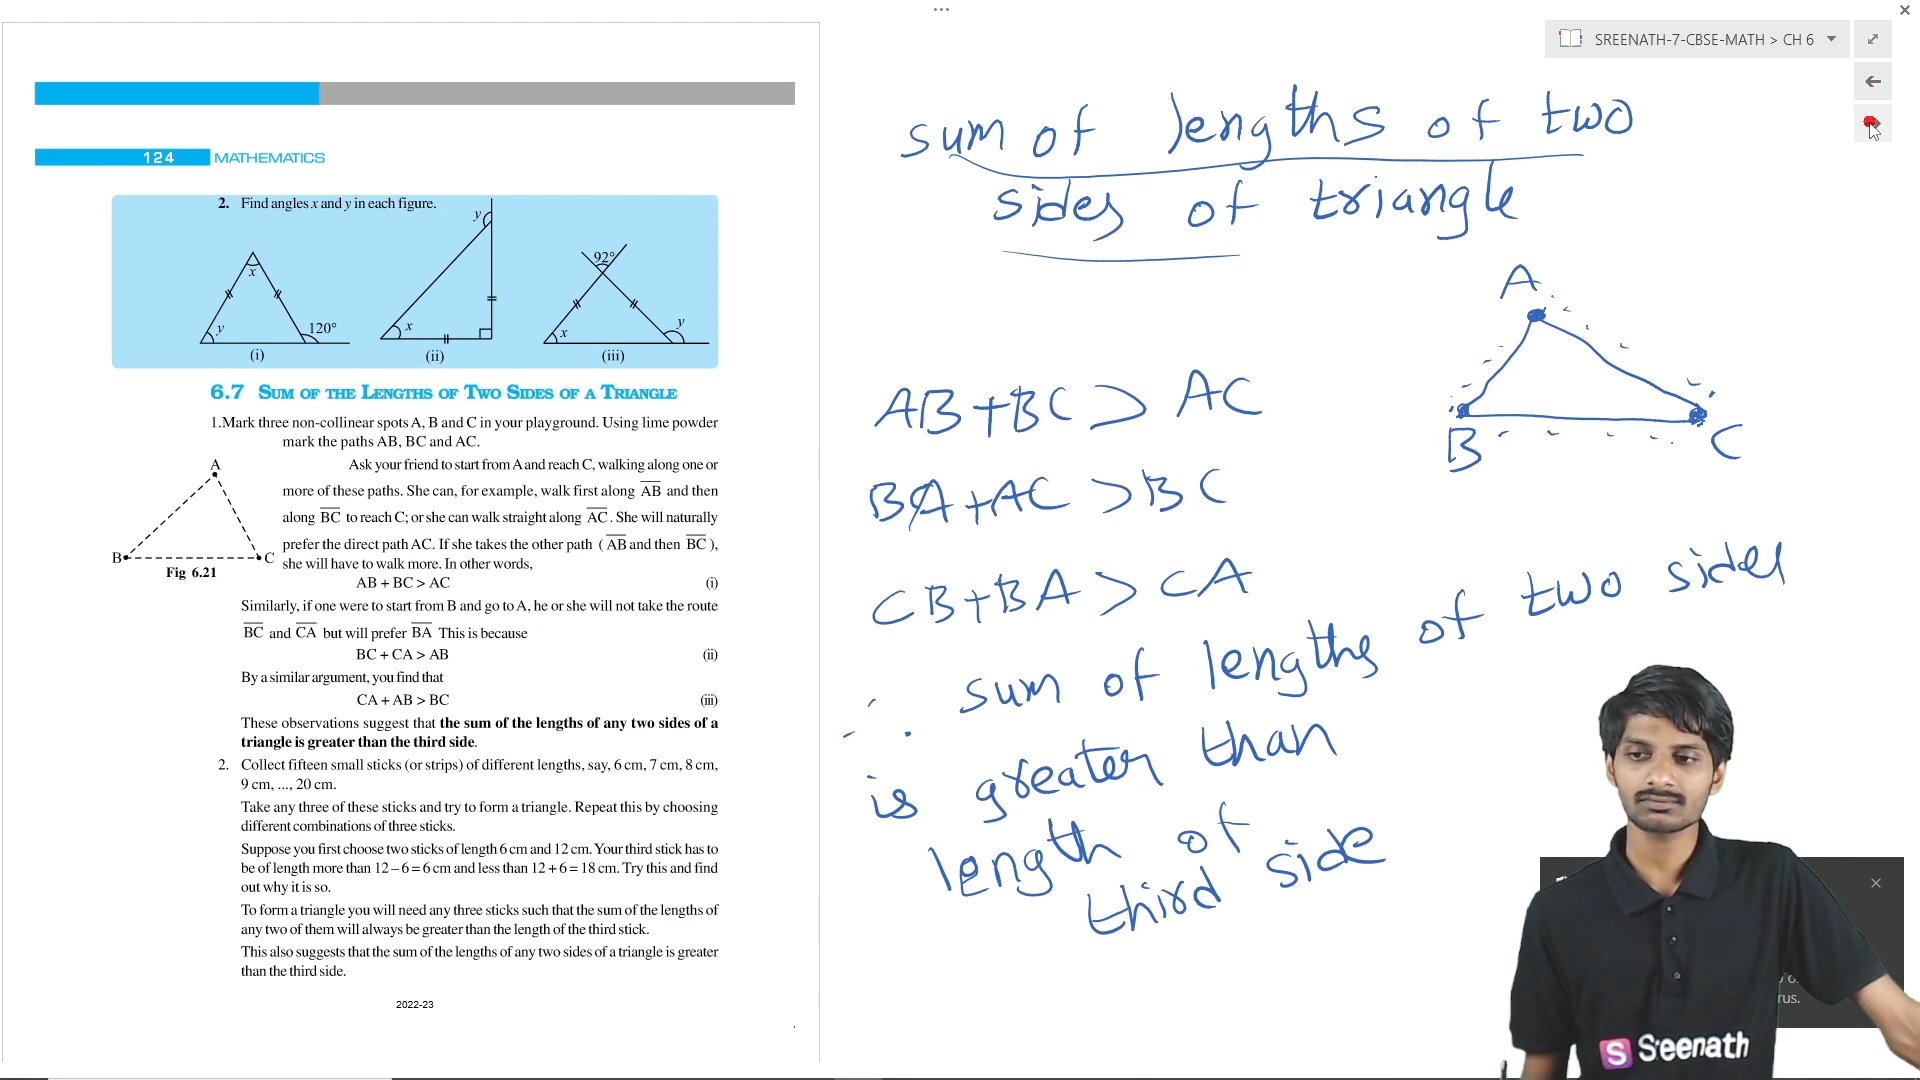 SREENATH-7-CBSE-MATH > CH 6
124 MATHEMATICS
2. Find angles x and y in each figure.
x
y
120°
(i)
y
x
(ii)
92°
x
y
(iii)
6.7 SUM OF THE LENGTHS OF TWO SIDES OF A TRIANGLE
1.Mark three non-collinear spots A, B and C in your playground. Using lime powder
mark the paths AB, BC and AC.
Ask your friend to start from A and reach C, walking along one or
more of these paths. She can, for example, walk first along AB and then
along BC to reach C; or she can walk straight along AC. She will naturally
prefer the direct path AC. If she takes the other path (AB and then BC),
she will have to walk more. In other words,
A
B
C
Fig 6.21
AB + BC > AC (i)
Similarly, if one were to start from B and go to A, he or she will not take the route
BC and CA but will prefer BA This is because
BC + CA > AB (ii)
By a similar argument, you find that
CA + AB > BC (iii)
These observations suggest that the sum of the lengths of any two sides of a
triangle is greater than the third side.
2. Collect fifteen small sticks (or strips) of different lengths, say, 6 cm, 7 cm, 8 cm,
9 cm, ..., 20 cm.
Take any three of these sticks and try to form a triangle. Repeat this by choosing
different combinations of three sticks.
Suppose you first choose two sticks of length 6 cm and 12 cm. Your third stick has to
be of length more than 12 – 6 = 6 cm and less than 12 + 6 = 18 cm. Try this and find
out why it is so.
To form a triangle you will need any three sticks such that the sum of the lengths of
any two of them will always be greater than the length of the third stick.
This also suggests that the sum of the lengths of any two sides of a triangle is greater
than the third side.
2022-23
sum of lengths of two
sides of triangle
A
B
C
AB+BC > AC
BA+AC > BC
CB+BA > CA
∴ sum of lengths of two sides
is greater than
length of
third side
Sreenath